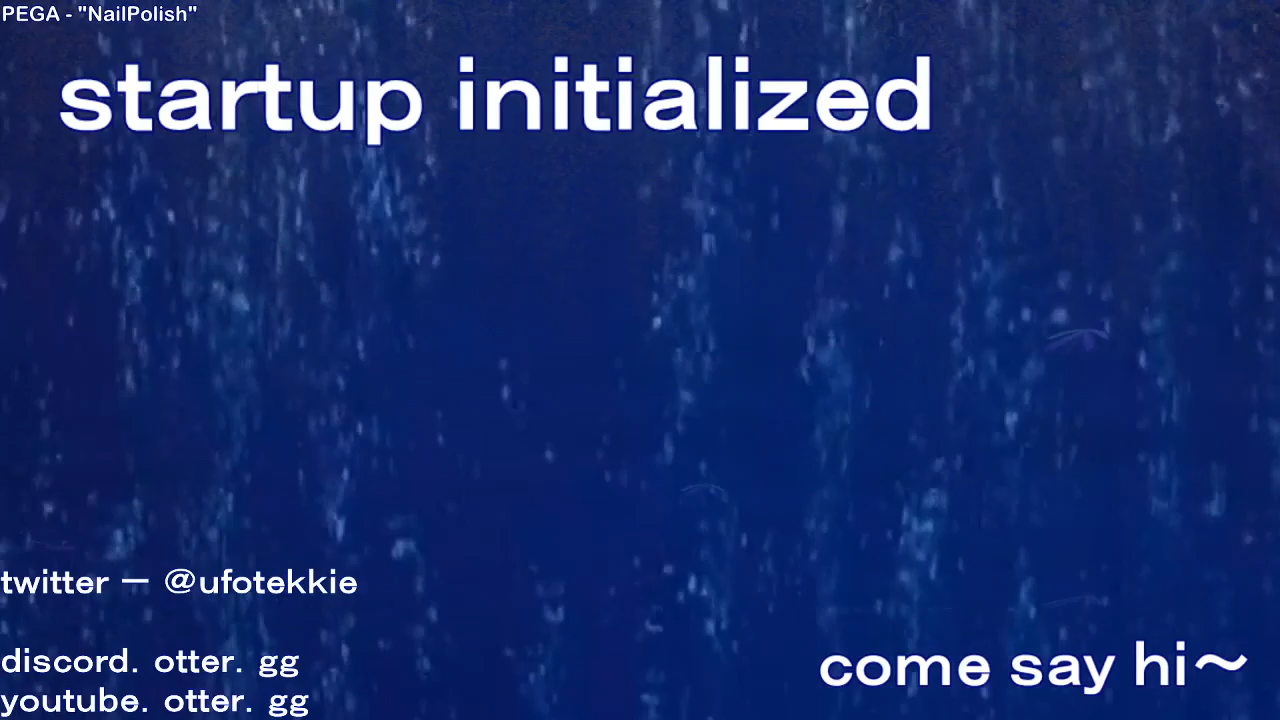 PEGA - "NailPolish"
startup initialized
twitter — @ufotekkie
discord. otter. gg
youtube. otter. gg
come say hi~